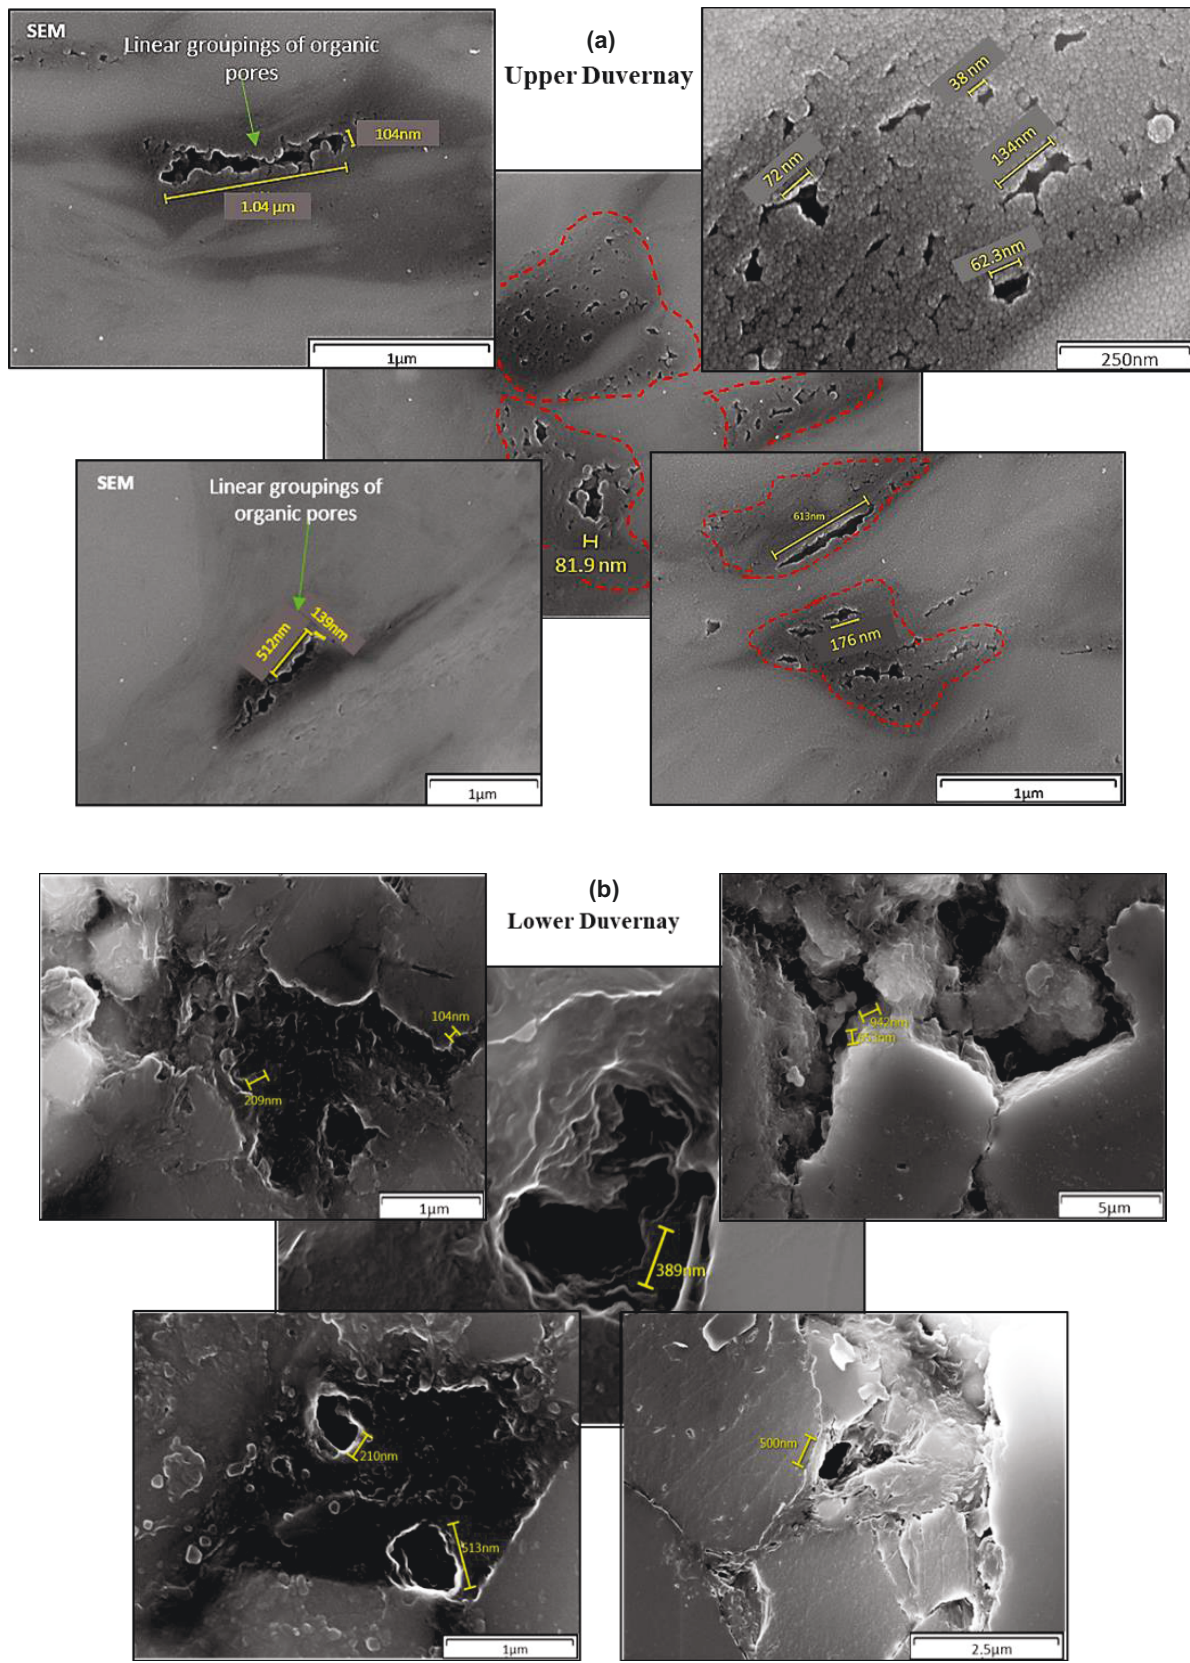 SEM
Linear groupings of organic
pores
104nm
1.04 µm
1µm
(a)
Upper Duvernay
38 nm
134nm
72 nm
62.3nm
250nm
81.9 nm
SEM
Linear groupings of
organic pores
139nm
512nm
1µm
613nm
176 nm
1µm
(b)
Lower Duvernay
104nm
209nm
1µm
942nm
5µm
389nm
210nm
513nm
1µm
500nm
2.5µm